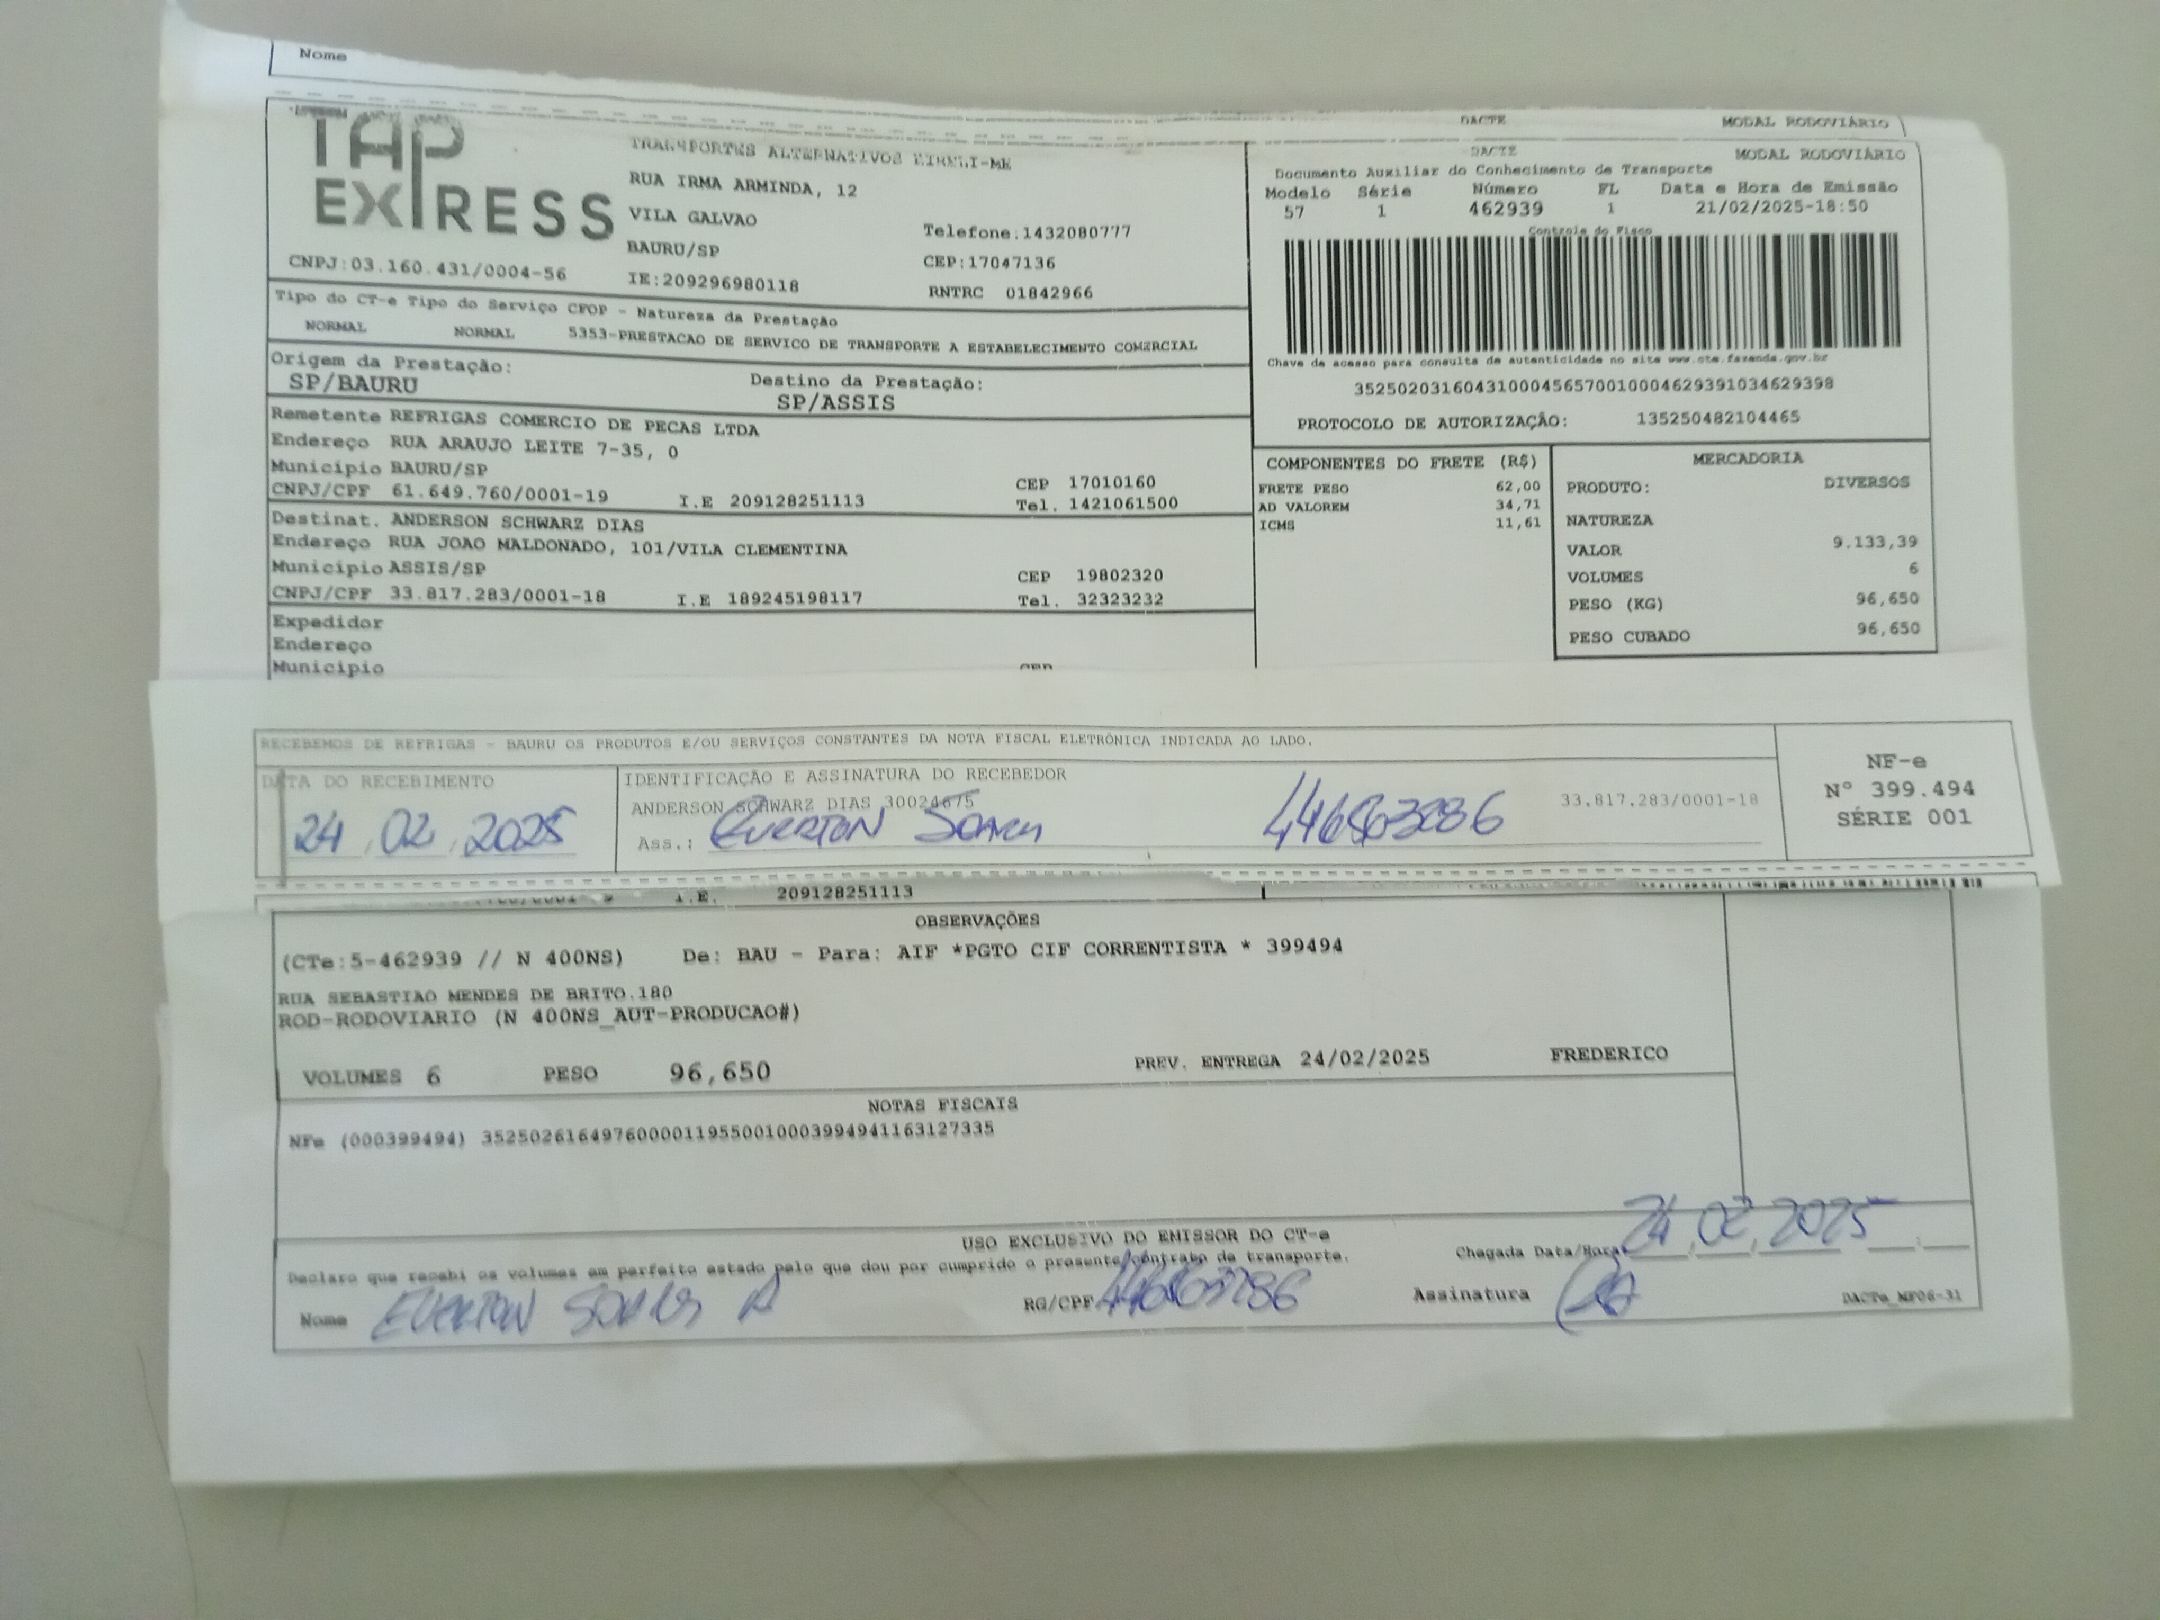 Nome
DACTE MODAL RODOVIÁRIO
TAP EXPRESS
TRANSPORTES ALTERNATIVOS EIRELI-ME
RUA IRMA ARMINDA, 12
VILA GALVAO Telefone.1432080777
BAURU/SP CEP:17047136
CNPJ:03.160.431/0004-56 IE:209296980118 RNTRC 01842966
DACTE MODAL RODOVIÁRIO
Documento Auxiliar do Conhecimento de Transporte
Modelo Série Número FL Data e Hora de Emissão
57 1 462939 1 21/02/2025-18:50
Controle do Fisco
Chave de acesso para consulta de autenticidade no site www.cte.fazenda.gov.br
35250203160431000456570010004629391034629398
PROTOCOLO DE AUTORIZAÇÃO: 135250482104465
Tipo do CT-e Tipo do Serviço CFOP - Natureza da Prestação
NORMAL NORMAL 5353-PRESTACAO DE SERVICO DE TRANSPORTE A ESTABELECIMENTO COMERCIAL
Origem da Prestação: Destino da Prestação:
SP/BAURU SP/ASSIS
Remetente REFRIGAS COMERCIO DE PECAS LTDA
Endereço RUA ARAUJO LEITE 7-35, 0
Municipio BAURU/SP CEP 17010160
CNPJ/CPF 61.649.760/0001-19 I.E 209128251113 Tel. 1421061500
Destinat. ANDERSON SCHWARZ DIAS
Endereço RUA JOAO MALDONADO, 101/VILA CLEMENTINA
Municipio ASSIS/SP CEP 19802320
CNPJ/CPF 33.817.283/0001-18 I.E 189245198117 Tel. 32323232
Expedidor
Endereço
Municipio CEP
COMPONENTES DO FRETE (R$)
FRETE PESO 62,00
AD VALOREM 34,71
ICMS 11,61
MERCADORIA
PRODUTO: DIVERSOS
NATUREZA
VALOR 9.133,39
VOLUMES 6
PESO (KG) 96,650
PESO CUBADO 96,650
RECEBEMOS DE REFRIGAS - BAURU OS PRODUTOS E/OU SERVIÇOS CONSTANTES DA NOTA FISCAL ELETRÔNICA INDICADA AO LADO.
DATA DO RECEBIMENTO
24 , 02 , 2025
IDENTIFICAÇÃO E ASSINATURA DO RECEBEDOR
ANDERSON SCHWARZ DIAS 30024675 33.817.283/0001-18
Ass.: EVERTON
NF-e
Nº 399.494
SÉRIE 001
I.E. 209128251113
OBSERVAÇÕES
(CTe:5-462939 // N 400NS) De: BAU - Para: AIF *PGTO CIF CORRENTISTA * 399494
RUA SEBASTIAO MENDES DE BRITO.180
ROD-RODOVIARIO (N 400NS_AUT-PRODUCAO#)
VOLUMES 6 PESO 96,650 PREV. ENTREGA 24/02/2025 FREDERICO
NOTAS FISCAIS
NFe (000399494) 35250261649760000119550010003994941163127335
USO EXCLUSIVO DO EMISSOR DO CT-e
Declaro que recebi os volumes em perfeito estado pelo que dou por cumprido o presente contrato de transporte.
Chegada Data/Hora: 24,02,2025
Nome EVERTON RG/CPF Assinatura
DACTe_MF06-31